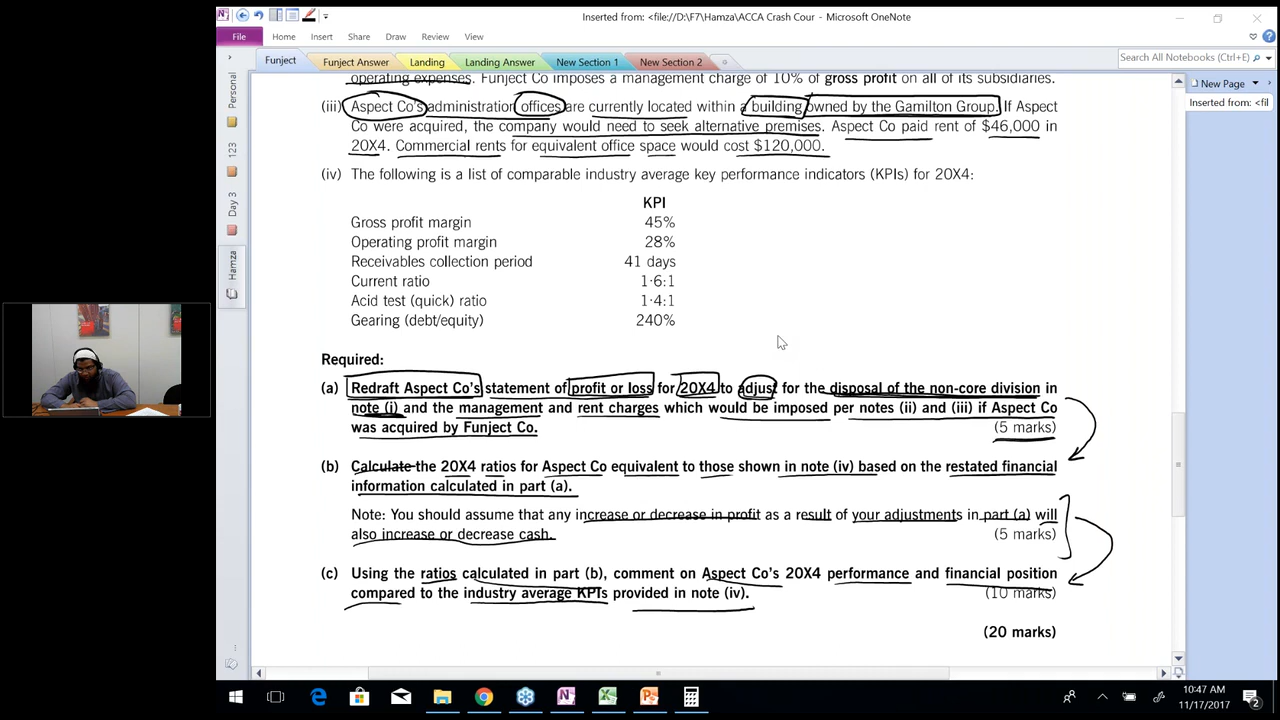 Inserted from: <file://D:\F7\Hamza\ACCA Crash Cour - Microsoft OneNote
File Home Insert Share Draw Review View
Funject Funject Answer Landing Landing Answer New Section 1 New Section 2 Search All Notebooks (Ctrl+E)
New Page
Inserted from: <fil
Personal
123
Day 3
Hamza
operating expenses. Funject Co imposes a management charge of 10% of gross profit on all of its subsidiaries.
(iii) Aspect Co's administration offices are currently located within a building owned by the Gamilton Group. If Aspect
Co were acquired, the company would need to seek alternative premises. Aspect Co paid rent of $46,000 in
20X4. Commercial rents for equivalent office space would cost $120,000.
(iv) The following is a list of comparable industry average key performance indicators (KPIs) for 20X4:
KPI
Gross profit margin 45%
Operating profit margin 28%
Receivables collection period 41 days
Current ratio 1·6:1
Acid test (quick) ratio 1·4:1
Gearing (debt/equity) 240%
Required:
(a) Redraft Aspect Co's statement of profit or loss for 20X4 to adjust for the disposal of the non-core division in
note (i) and the management and rent charges which would be imposed per notes (ii) and (iii) if Aspect Co
was acquired by Funject Co. (5 marks)
(b) Calculate the 20X4 ratios for Aspect Co equivalent to those shown in note (iv) based on the restated financial
information calculated in part (a).
Note: You should assume that any increase or decrease in profit as a result of your adjustments in part (a) will
also increase or decrease cash. (5 marks)
(c) Using the ratios calculated in part (b), comment on Aspect Co's 20X4 performance and financial position
compared to the industry average KPIs provided in note (iv). (10 marks)
(20 marks)
10:47 AM
11/17/2017
2